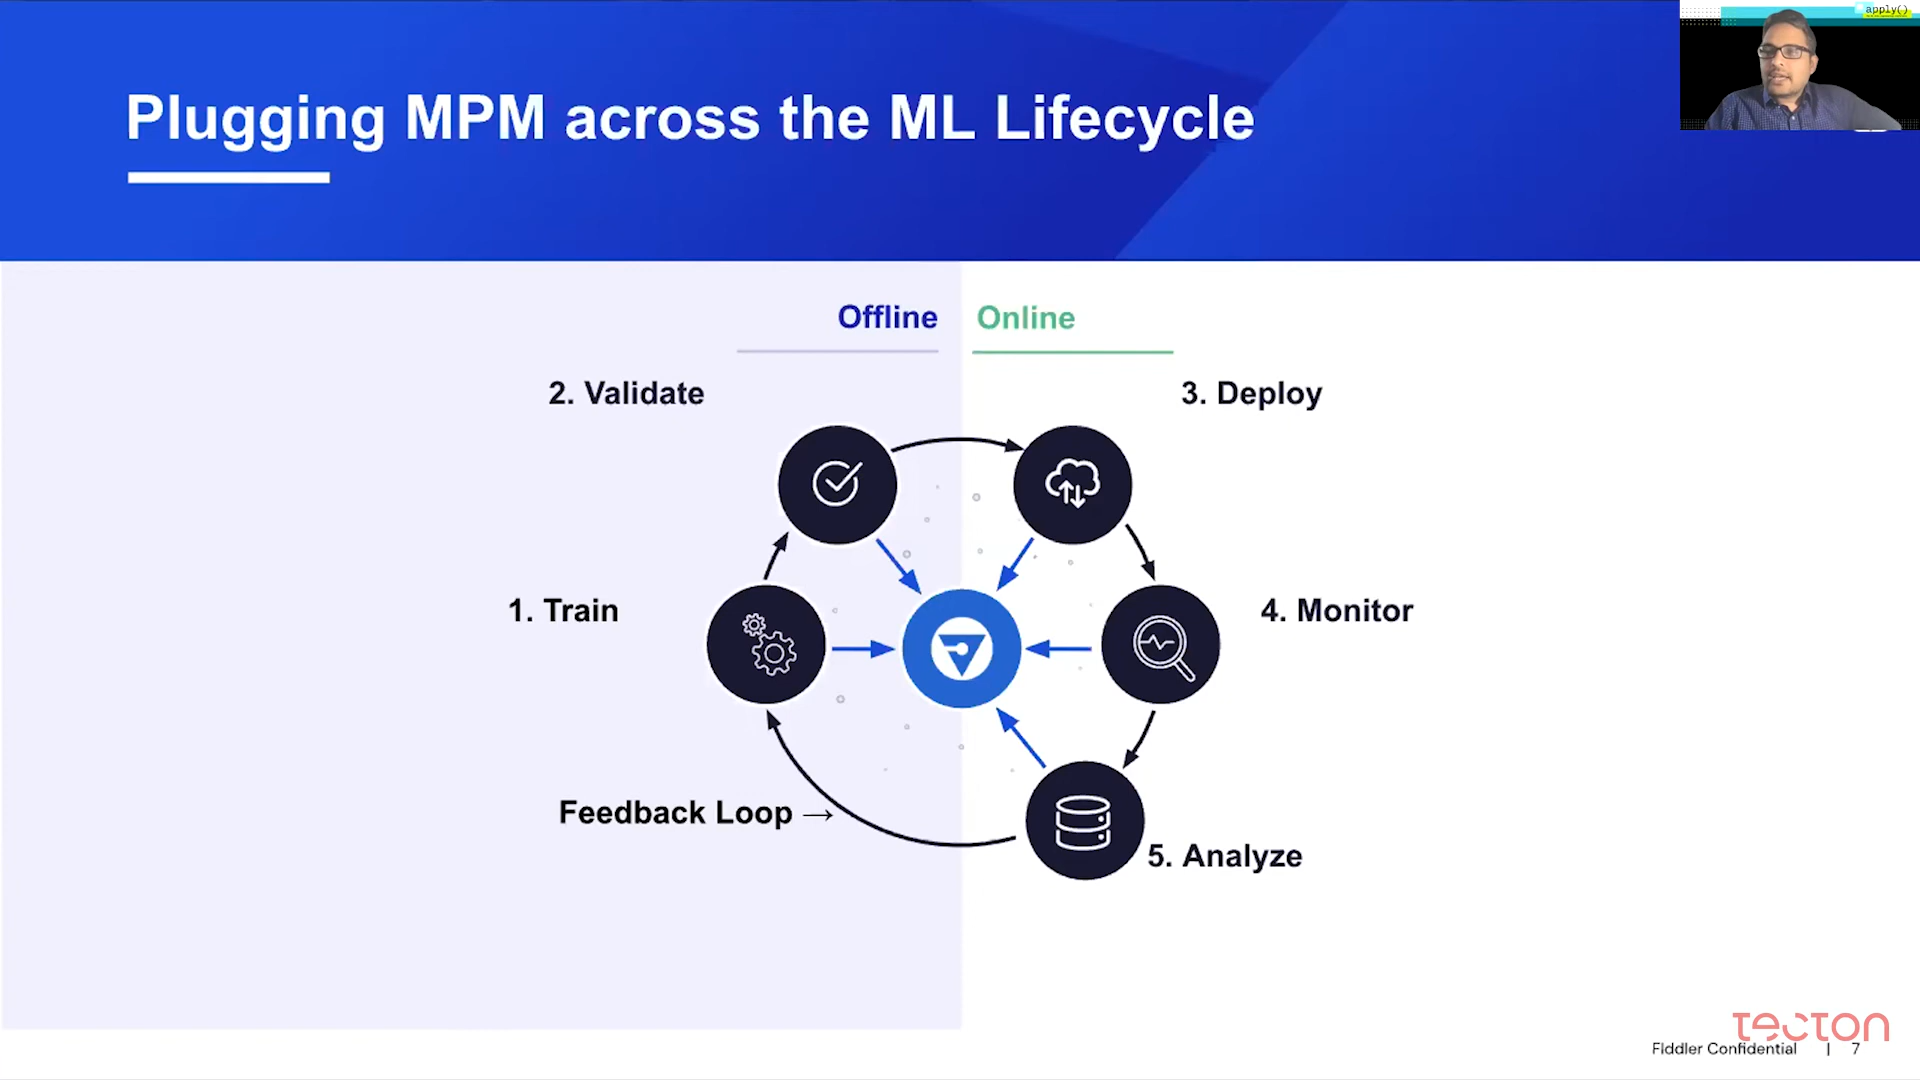 apply()
Plugging MPM across the ML Lifecycle
Offline
Online
2. Validate
3. Deploy
1. Train
4. Monitor
Feedback Loop →
5. Analyze
tecton
Fiddler Confidential | 7